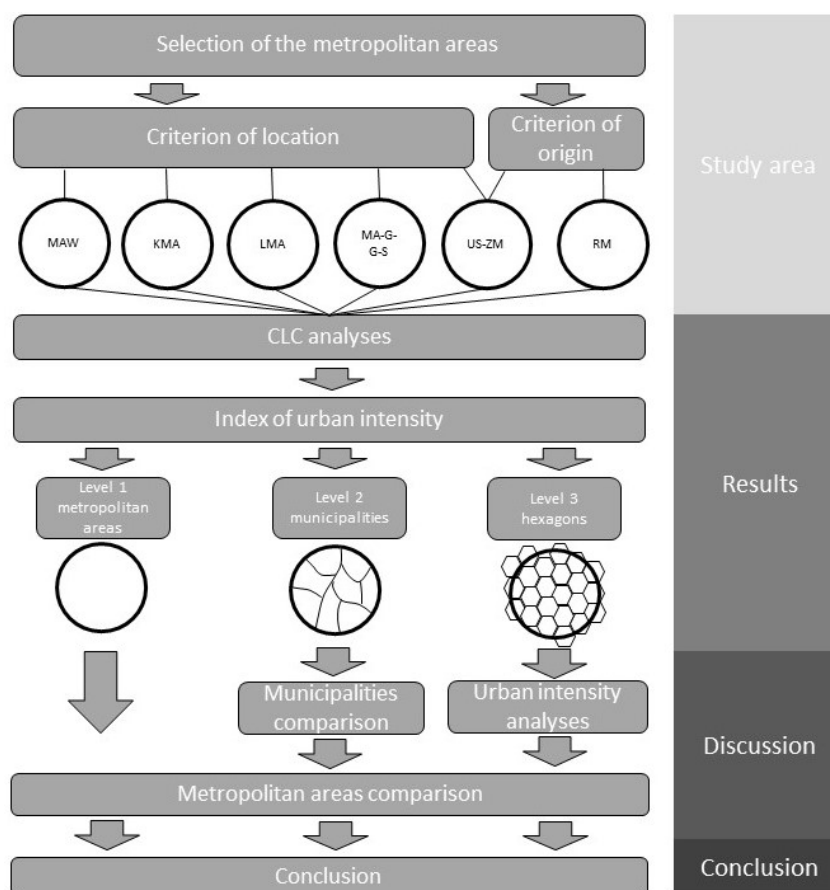 Selection of the metropolitan areas
Criterion of location
Criterion of
origin
Study area
MAW
KMA
LMA
MA-G-
G-S
US-ZM
RM
CLC analyses
Index of urban intensity
Level 1
metropolitan
areas
Level 2
municipalities
Level 3
hexagons
Results
Municipalities
comparison
Urban intensity
analyses
Discussion
Metropolitan areas comparison
Conclusion
Conclusion